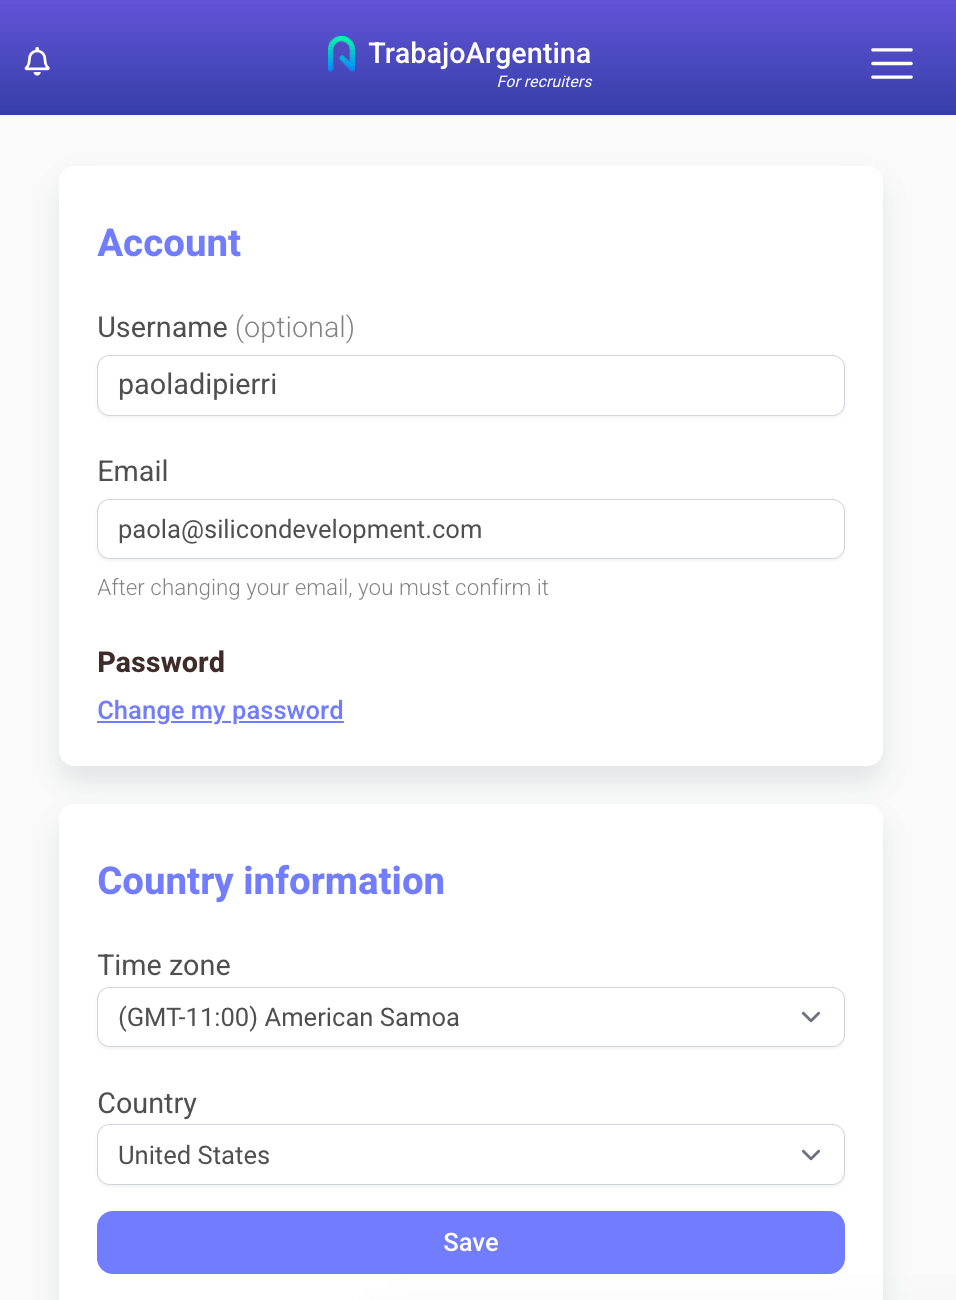 TrabajoArgentina
For recruiters
Account
Username (optional)
paoladipierri
Email
paola@silicondevelopment.com
After changing your email, you must confirm it
Password
Change my password
Country information
Time zone
(GMT-11:00) American Samoa
Country
United States
Save